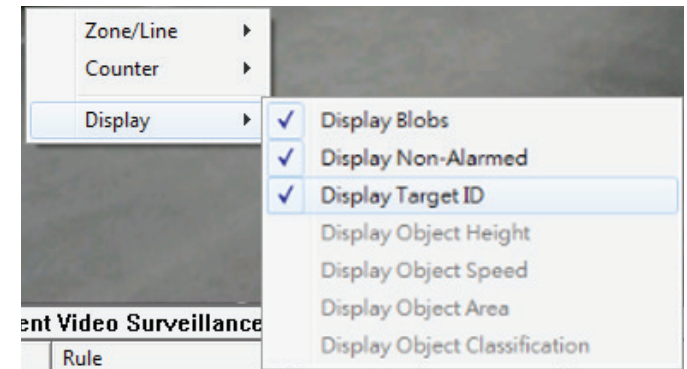 Zone/Line
Counter
Display
Display Blobs
Display Non-Alarmed
Display Target ID
Display Object Height
Display Object Speed
Display Object Area
Display Object Classification
ent Video Surveillance
Rule